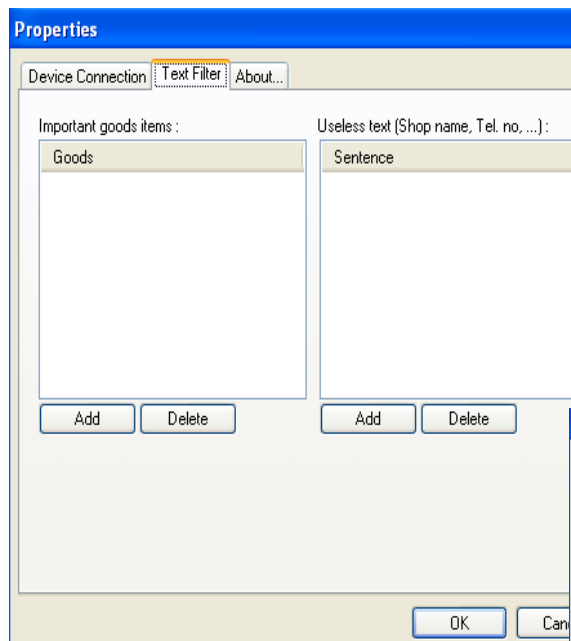 Properties
Device Connection Text Filter About...
Important goods items : Useless text (Shop name, Tel. no, ...) :
Goods Sentence
Add Delete Add Delete
OK Can